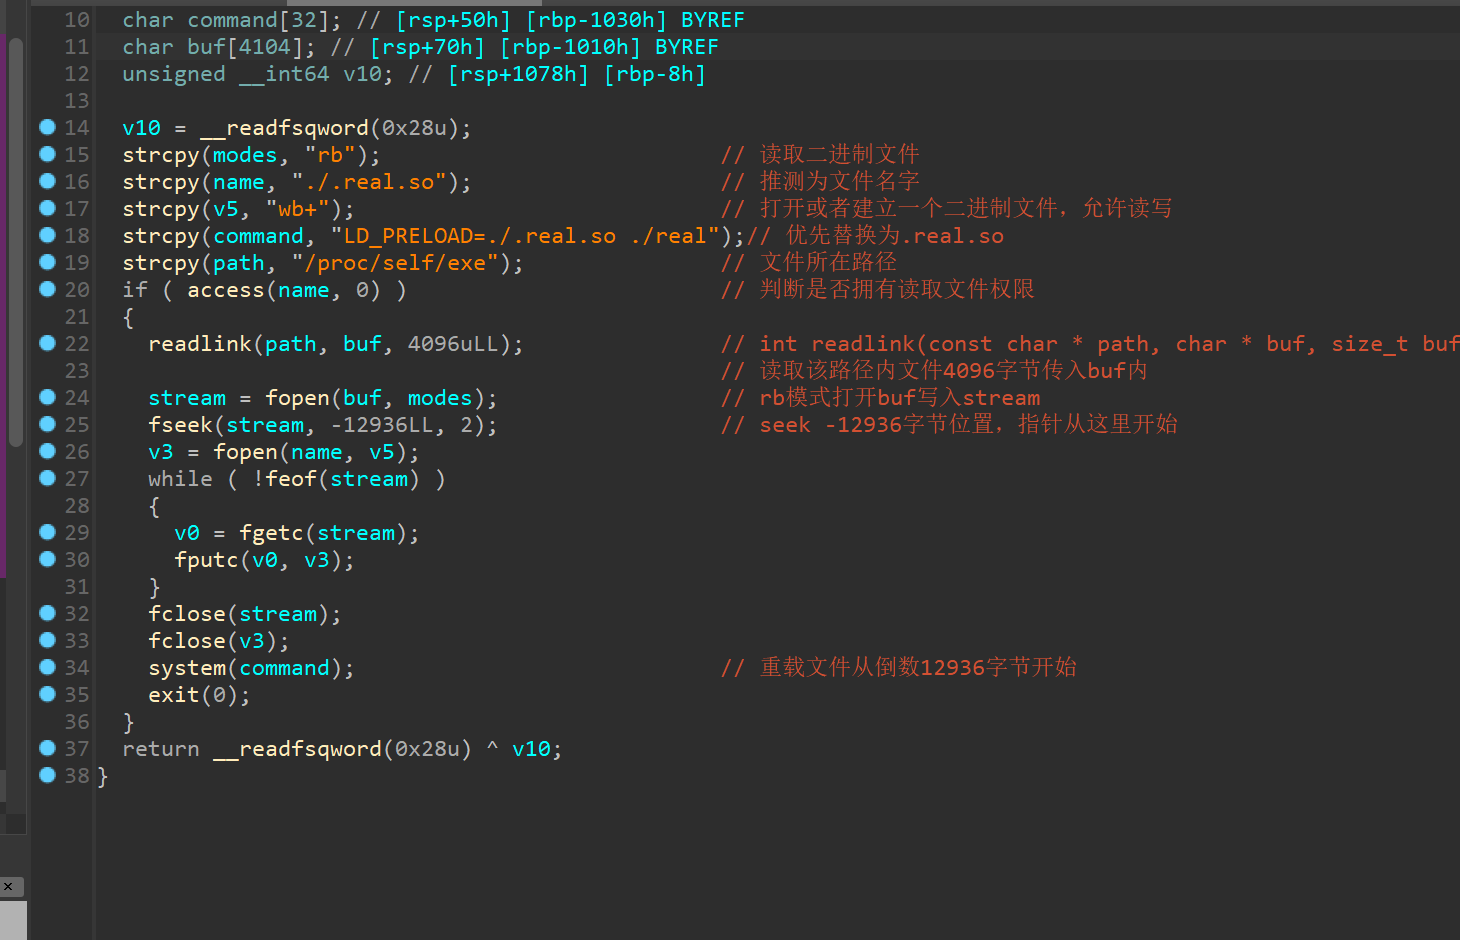 10 char command[32]; // [rsp+50h] [rbp-1030h] BYREF
11 char buf[4104]; // [rsp+70h] [rbp-1010h] BYREF
12 unsigned __int64 v10; // [rsp+1078h] [rbp-8h]
13
14 v10 = __readfsqword(0x28u);
15 strcpy(modes, "rb"); // 读取二进制文件
16 strcpy(name, "./.real.so"); // 推测为文件名字
17 strcpy(v5, "wb+"); // 打开或者建立一个二进制文件，允许读写
18 strcpy(command, "LD_PRELOAD=./.real.so ./real");// 优先替换为.real.so
19 strcpy(path, "/proc/self/exe"); // 文件所在路径
20 if ( access(name, 0) ) // 判断是否拥有读取文件权限
21 {
22 readlink(path, buf, 4096uLL); // int readlink(const char * path, char * buf, size_t buf
23 // 读取该路径内文件4096字节传入buf内
24 stream = fopen(buf, modes); // rb模式打开buf写入stream
25 fseek(stream, -12936LL, 2); // seek -12936字节位置，指针从这里开始
26 v3 = fopen(name, v5);
27 while ( !feof(stream) )
28 {
29 v0 = fgetc(stream);
30 fputc(v0, v3);
31 }
32 fclose(stream);
33 fclose(v3);
34 system(command); // 重载文件从倒数12936字节开始
35 exit(0);
36 }
37 return __readfsqword(0x28u) ^ v10;
38 }